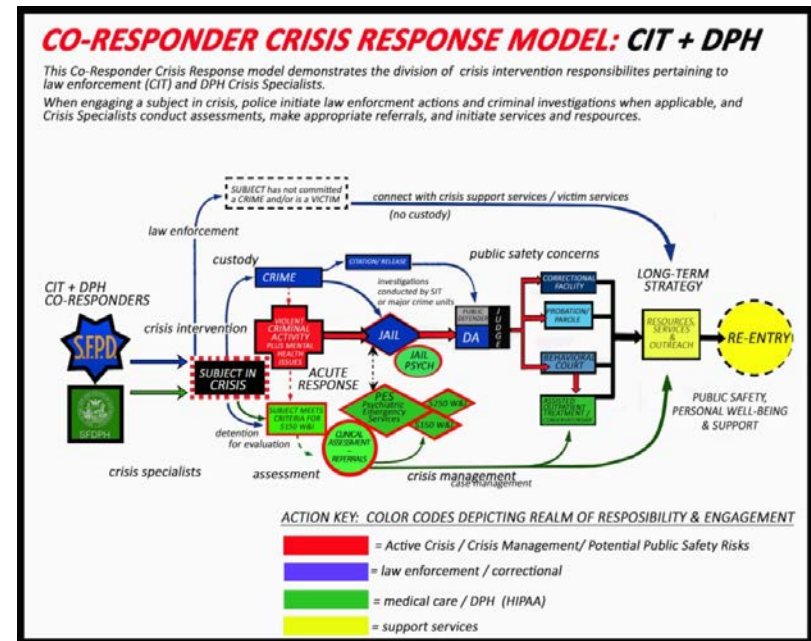 CO-RESPONDER CRISIS RESPONSE MODEL: CIT + DPH
This Co-Responder Crisis Response model demonstrates the division of crisis intervention responsibilites pertaining to
law enforcement (CIT) and DPH Crisis Specialists.
When engaging a subject in crisis, police initiate law enforcment actions and criminal investigations when applicable, and
Crisis Specialists conduct assessments, make appropriate referrals, and initiate services and respources.
SUBJECT has not committed
a CRIME and/or is a VICTIM
connect with crisis support services / victim services
(no custody)
law enforcement
custody
CRIME
CITATION/ RELEASE
investigations
conducted by SIT
or major crime units
public safety concerns
CIT + DPH
CO-RESPONDERS
S.F.P.D.
SFDPH
crisis intervention
SUBJECT IN
CRISIS
VIOLENT
CRIMINAL
ACTIVITY
PLUS MENTAL
HEALTH
ISSUES
ACUTE
RESPONSE
JAIL
JAIL
PSYCH
PUBLIC
DEFENDER
DA
JUDGE
CORRECTIONAL
FACILITY
PROBATION/
PAROLE
BEHAVIORAL
COURT
ASSISTED
OUTPATIENT
TREATMENT /
LONG-TERM
STRATEGY
RESOURCES,
SERVICES
&
OUTREACH
RE-ENTRY
PUBLIC SAFETY,
PERSONAL WELL-BEING
& SUPPORT
SUBJECT MEETS
CRITERIA FOR
5150 W&I
detention
for evaluation
PES
Psychiatric
Emergency
Services
5250 W&I
5150 W&I
CLINICAL
ASSESSMENT
–
REFERRALS
crisis specialists
assessment
crisis management
case management
ACTION KEY: COLOR CODES DEPICTING REALM OF RESPOSIBILITY & ENGAGEMENT
= Active Crisis / Crisis Management/ Potential Public Safety Risks
= law enforcement / correctional
= medical care / DPH (HIPAA)
= support services